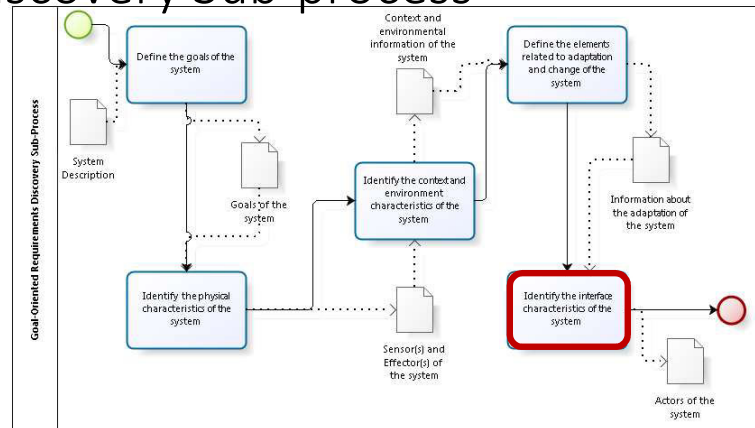 scovery Sub-process
Goal-Oriented Requirements Discovery Sub-Process
Define the goals of the
system
System
Description
Goals of the
system
Identify the physical
characteristics of the
system
Context and
environmental
information of the
system
Identify the context and
environment
characteristics of the
system
Sensor(s) and
Effector(s) of
the system
Define the elements
related to adaptation
and change of the
system
Information about
the adaptation of
the system
Identify the interface
characteristics of the
system
Actors of the
system